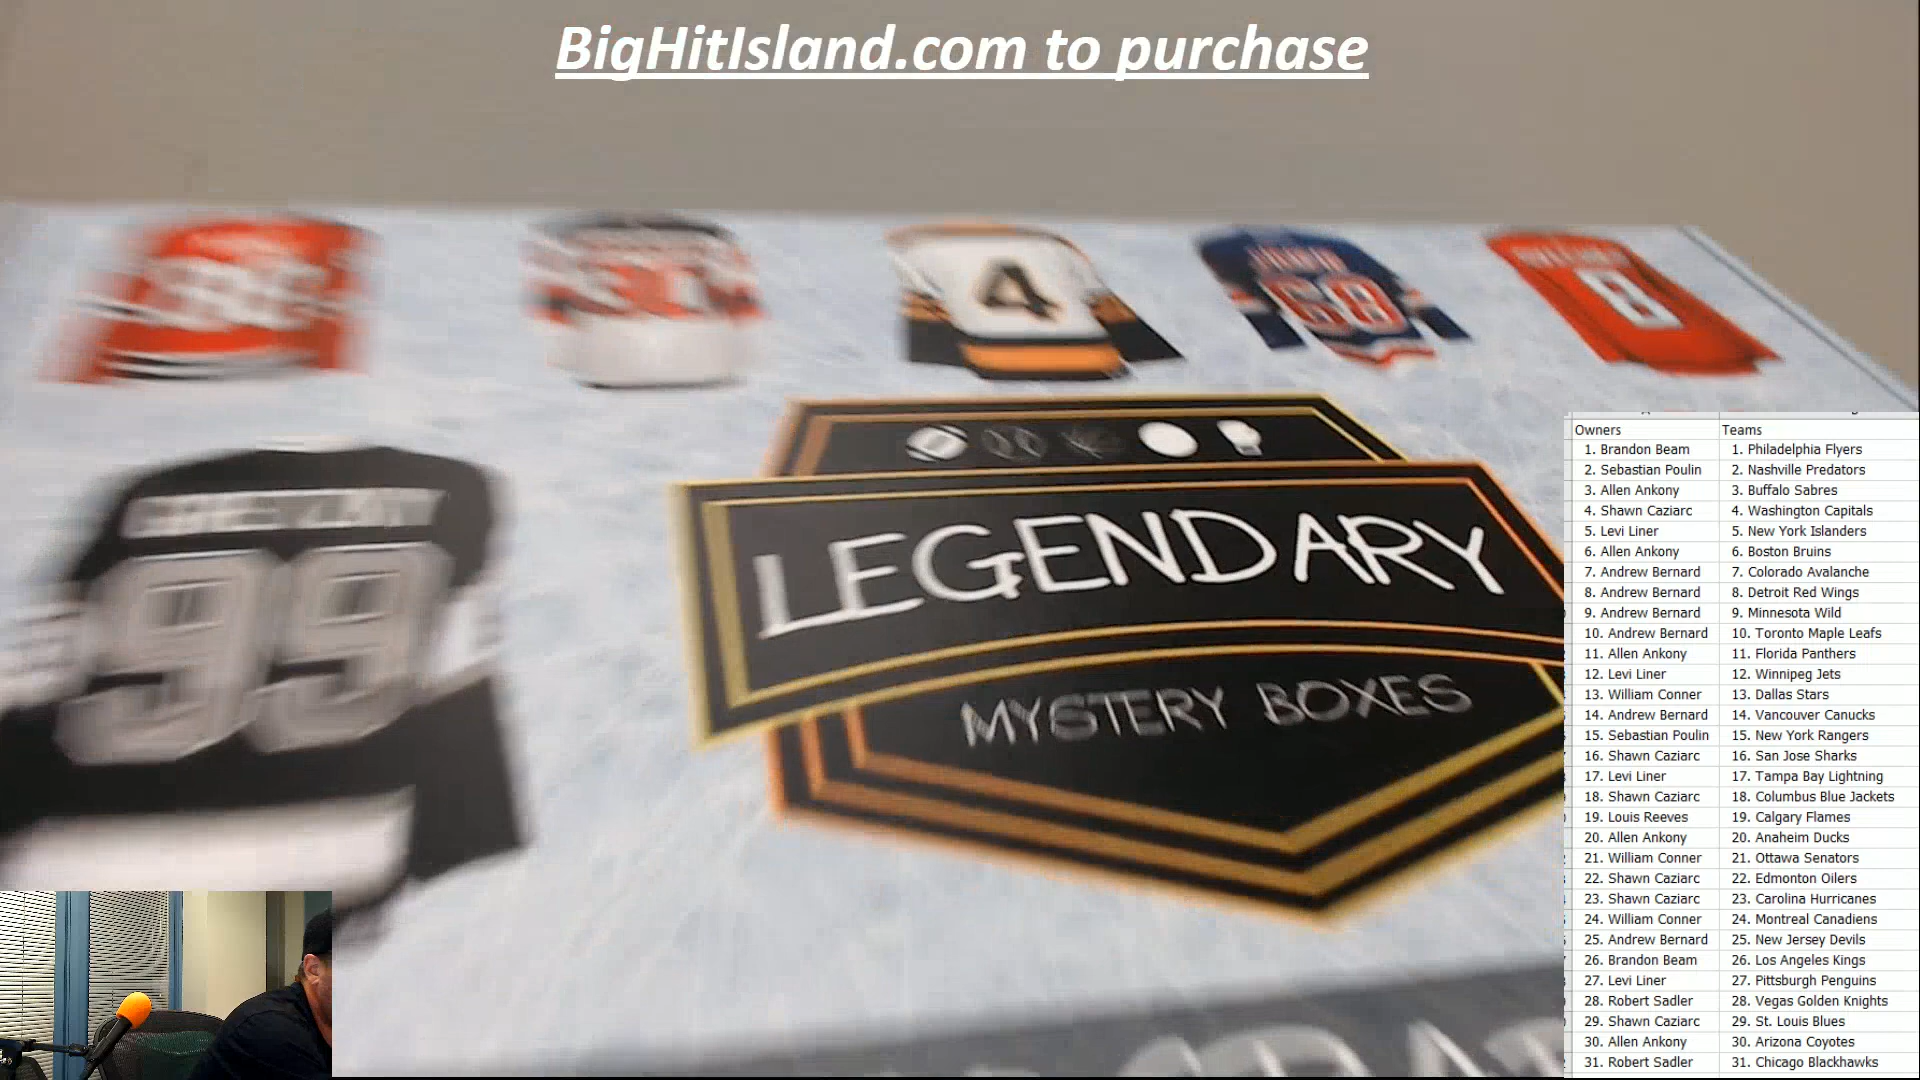 BigHitIsland.com to purchase
4
68
8
99
LEGENDARY
MYSTERY BOXES
Owners Teams
1. Brandon Beam 1. Philadelphia Flyers
2. Sebastian Poulin 2. Nashville Predators
3. Allen Ankony 3. Buffalo Sabres
4. Shawn Caziarc 4. Washington Capitals
5. Levi Liner 5. New York Islanders
6. Allen Ankony 6. Boston Bruins
7. Andrew Bernard 7. Colorado Avalanche
8. Andrew Bernard 8. Detroit Red Wings
9. Andrew Bernard 9. Minnesota Wild
10. Andrew Bernard 10. Toronto Maple Leafs
11. Allen Ankony 11. Florida Panthers
12. Levi Liner 12. Winnipeg Jets
13. William Conner 13. Dallas Stars
14. Andrew Bernard 14. Vancouver Canucks
15. Sebastian Poulin 15. New York Rangers
16. Shawn Caziarc 16. San Jose Sharks
17. Levi Liner 17. Tampa Bay Lightning
18. Shawn Caziarc 18. Columbus Blue Jackets
19. Louis Reeves 19. Calgary Flames
20. Allen Ankony 20. Anaheim Ducks
21. William Conner 21. Ottawa Senators
22. Shawn Caziarc 22. Edmonton Oilers
23. Shawn Caziarc 23. Carolina Hurricanes
24. William Conner 24. Montreal Canadiens
25. Andrew Bernard 25. New Jersey Devils
26. Brandon Beam 26. Los Angeles Kings
27. Levi Liner 27. Pittsburgh Penguins
28. Robert Sadler 28. Vegas Golden Knights
29. Shawn Caziarc 29. St. Louis Blues
30. Allen Ankony 30. Arizona Coyotes
31. Robert Sadler 31. Chicago Blackhawks